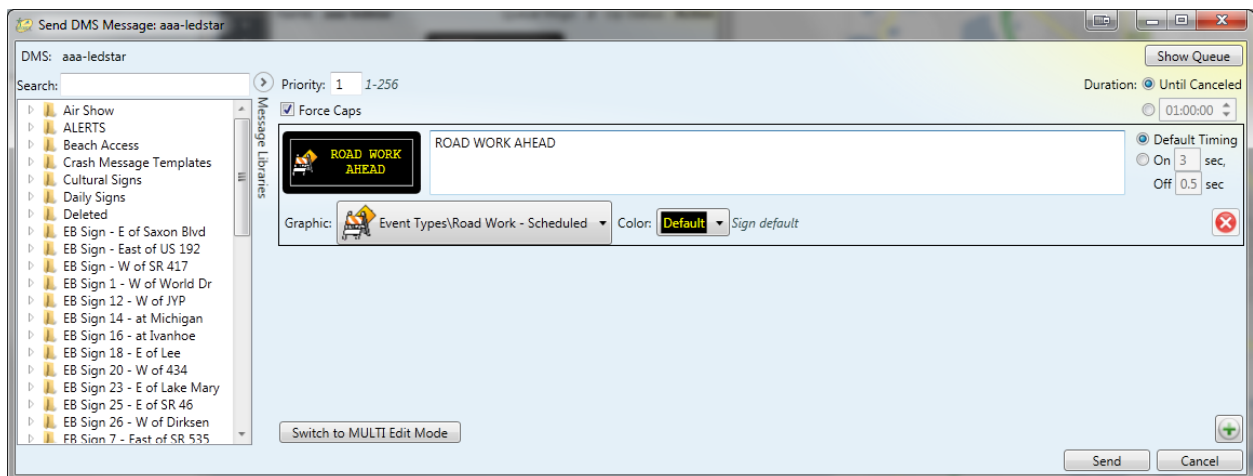 Send DMS Message: aaa-ledstar
DMS: aaa-ledstar
Show Queue
Search:
Priority: 1 1-256
Duration: Until Canceled
Force Caps
01:00:00
Message Libraries
Air Show
ALERTS
Beach Access
Crash Message Templates
Cultural Signs
Daily Signs
Deleted
EB Sign - E of Saxon Blvd
EB Sign - East of US 192
EB Sign - W of SR 417
EB Sign 1 - W of World Dr
EB Sign 12 - W of JYP
EB Sign 14 - at Michigan
EB Sign 16 - at Ivanhoe
EB Sign 18 - E of Lee
EB Sign 20 - W of 434
EB Sign 23 - E of Lake Mary
EB Sign 25 - E of SR 46
EB Sign 26 - W of Dirksen
EB Sign 7 - East of SR 535
ROAD WORK
AHEAD
ROAD WORK AHEAD
Default Timing
On 3 sec,
Off 0.5 sec
Graphic: Event Types\Road Work - Scheduled Color: Default Sign default
Switch to MULTI Edit Mode
Send Cancel